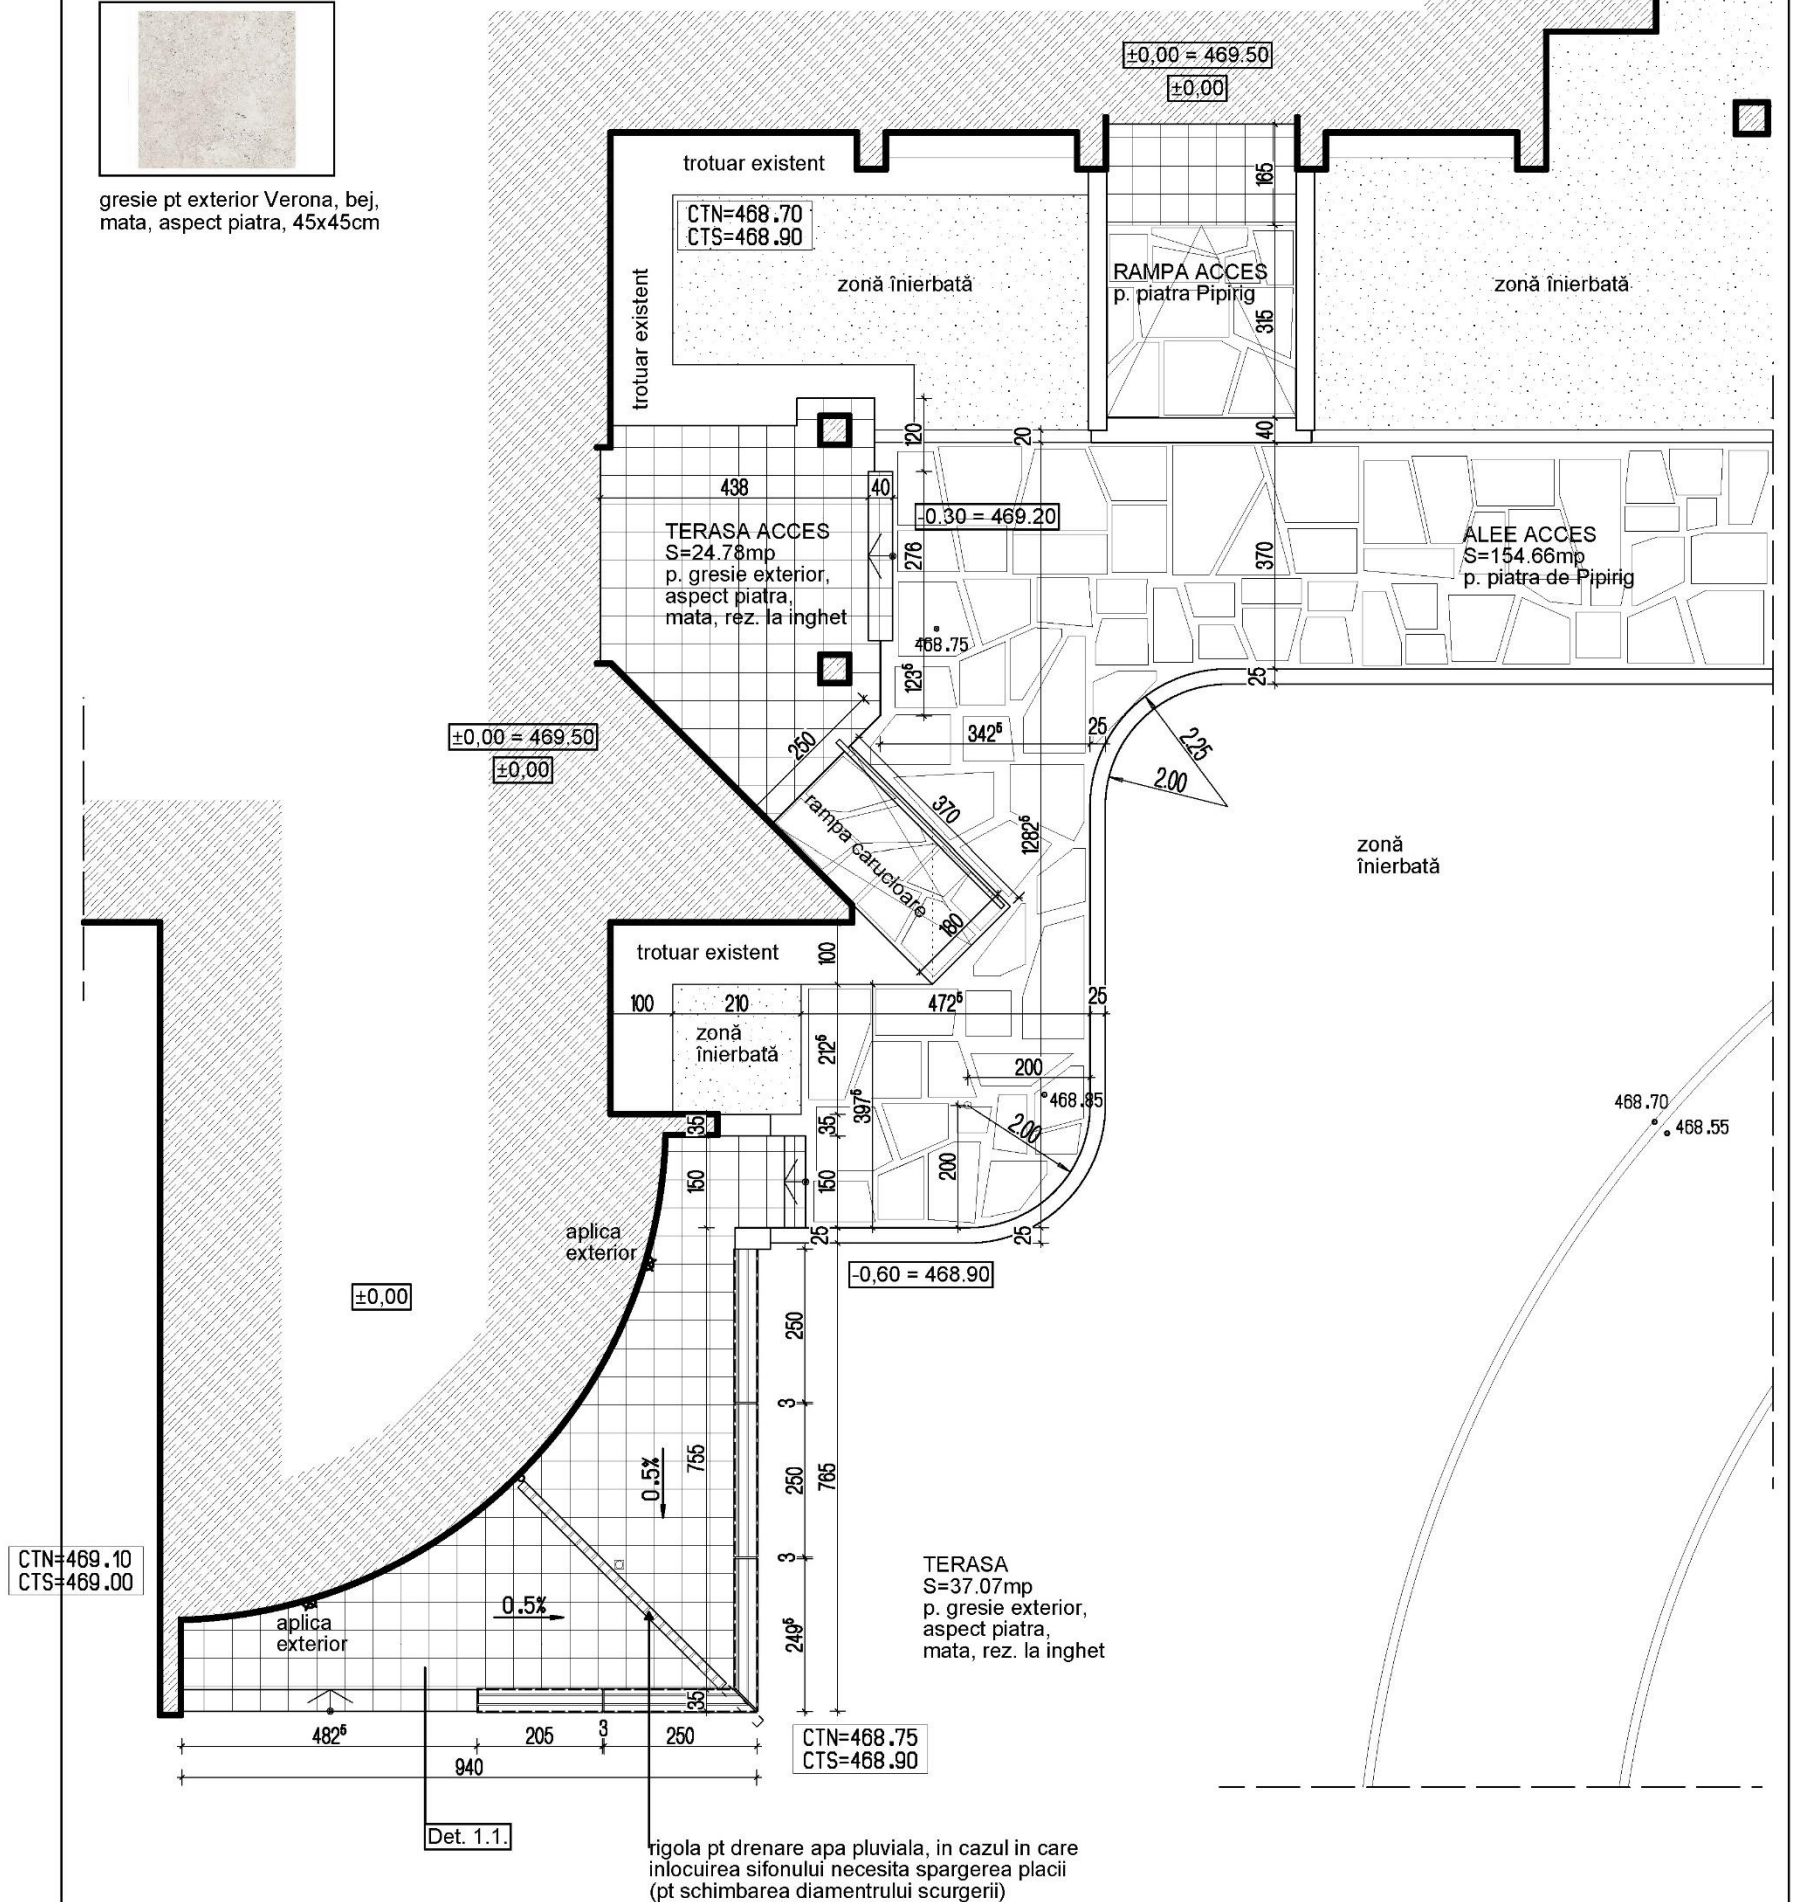 ±0,00 = 469.50
±0,00
gresie pt exterior Verona, bej,
mata, aspect piatra, 45x45cm
trotuar existent
CTN=468.70
CTS=468.90
zonă înierbată
trotuar existent
165
RAMPA ACCES
p. piatra Pipirig
315
zonă înierbată
120
20
40
438
40
-0.30 = 469.20
TERASA ACCES
S=24.78mp
p. gresie exterior,
aspect piatra,
mata, rez. la inghet
276
370
ALEE ACCES
S=154.66mp
p. piatra de Pipirig
468.75
123⁵
25
±0,00 = 469.50
±0,00
250
342⁵
25
2.25
2.00
370
1282⁵
rampa carucioare
180
zonă
înierbată
trotuar existent
100
100
210
472⁵
25
zonă
înierbată
212⁵
200
397⁵
468.85
468.70
468.55
35
35
2.00
150
150
200
aplica
exterior
25
25
-0,60 = 468.90
±0,00
250
3
0.5%
755
250
765
3
CTN=469.10
CTS=469.00
0.5%
aplica
exterior
249⁵
TERASA
S=37.07mp
p. gresie exterior,
aspect piatra,
mata, rez. la inghet
35
482⁵
205
3
250
CTN=468.75
CTS=468.90
940
Det. 1.1.
rigola pt drenare apa pluviala, in cazul in care
inlocuirea sifonului necesita spargerea placii
(pt schimbarea diamentrului scurgerii)